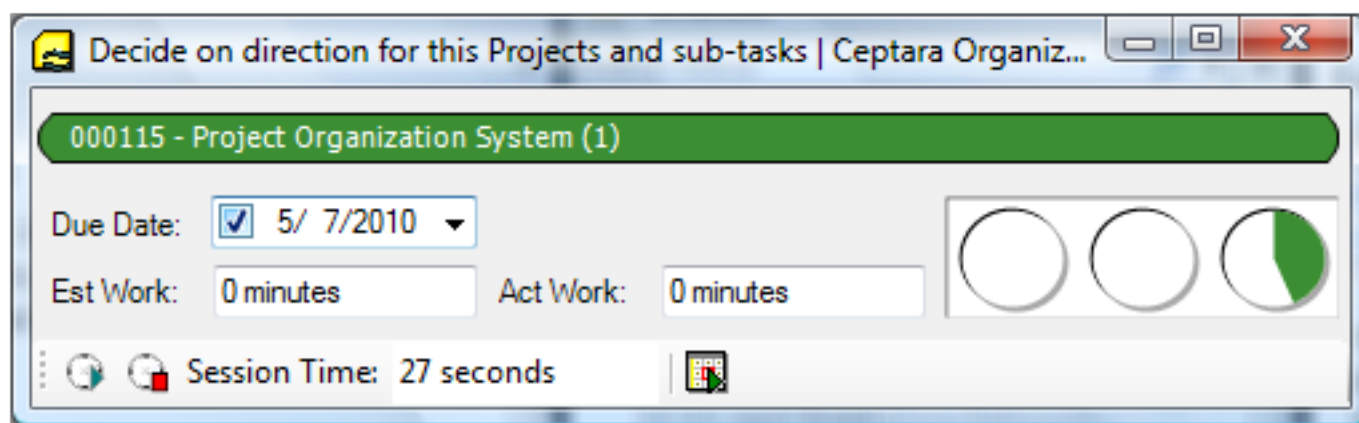 Decide on direction for this Projects and sub-tasks | Ceptara Organiz...
000115 - Project Organization System (1)
Due Date: 5/ 7/2010
Est Work: 0 minutes Act Work: 0 minutes
Session Time: 27 seconds